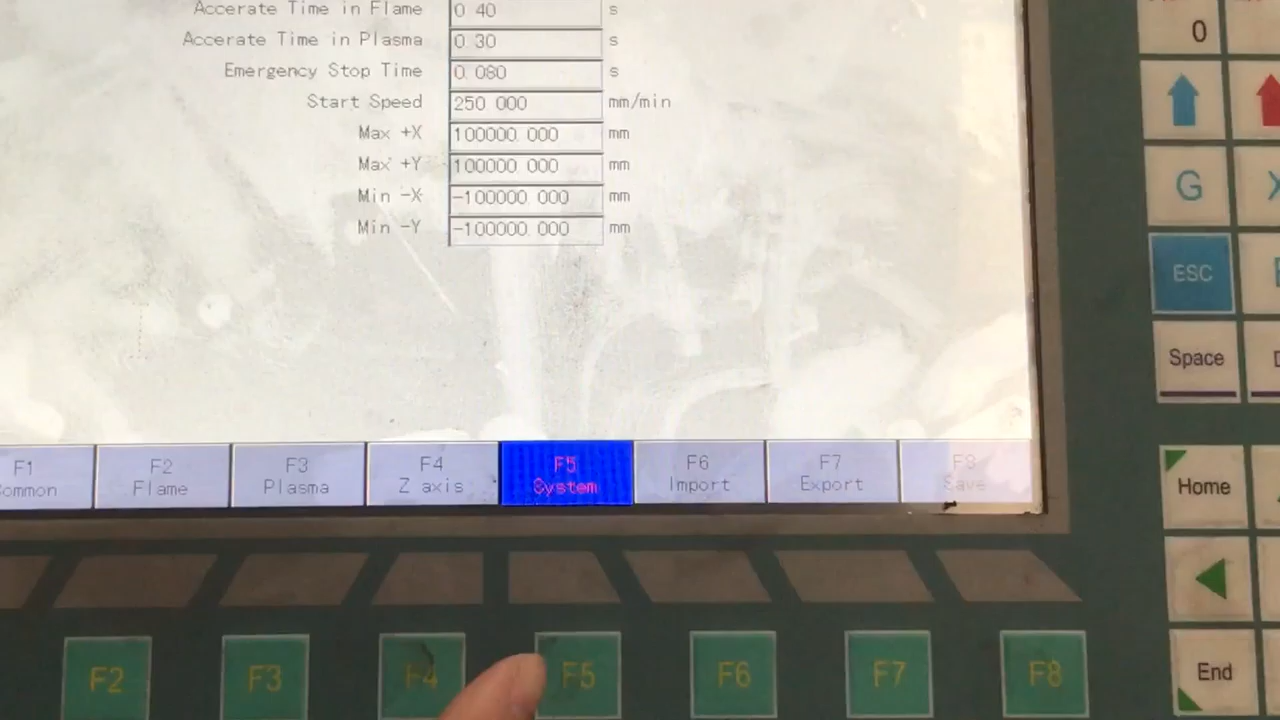 Accerate Time in Flame 0.40 s
Accerate Time in Plasma 0.30 s
Emergency Stop Time 0.080 s
Start Speed 250.000 mm/min
Max +X 100000.000 mm
Max +Y 100000.000 mm
Min -X -100000.000 mm
Min -Y -100000.000 mm
F1 F2 F3 F4 F5 F6 F7 F8
Common Flame Plasma Z axis System Import Export Save
F2 F3 F4 F5 F6 F7 F8
0
G X
ESC
Space
Home
End